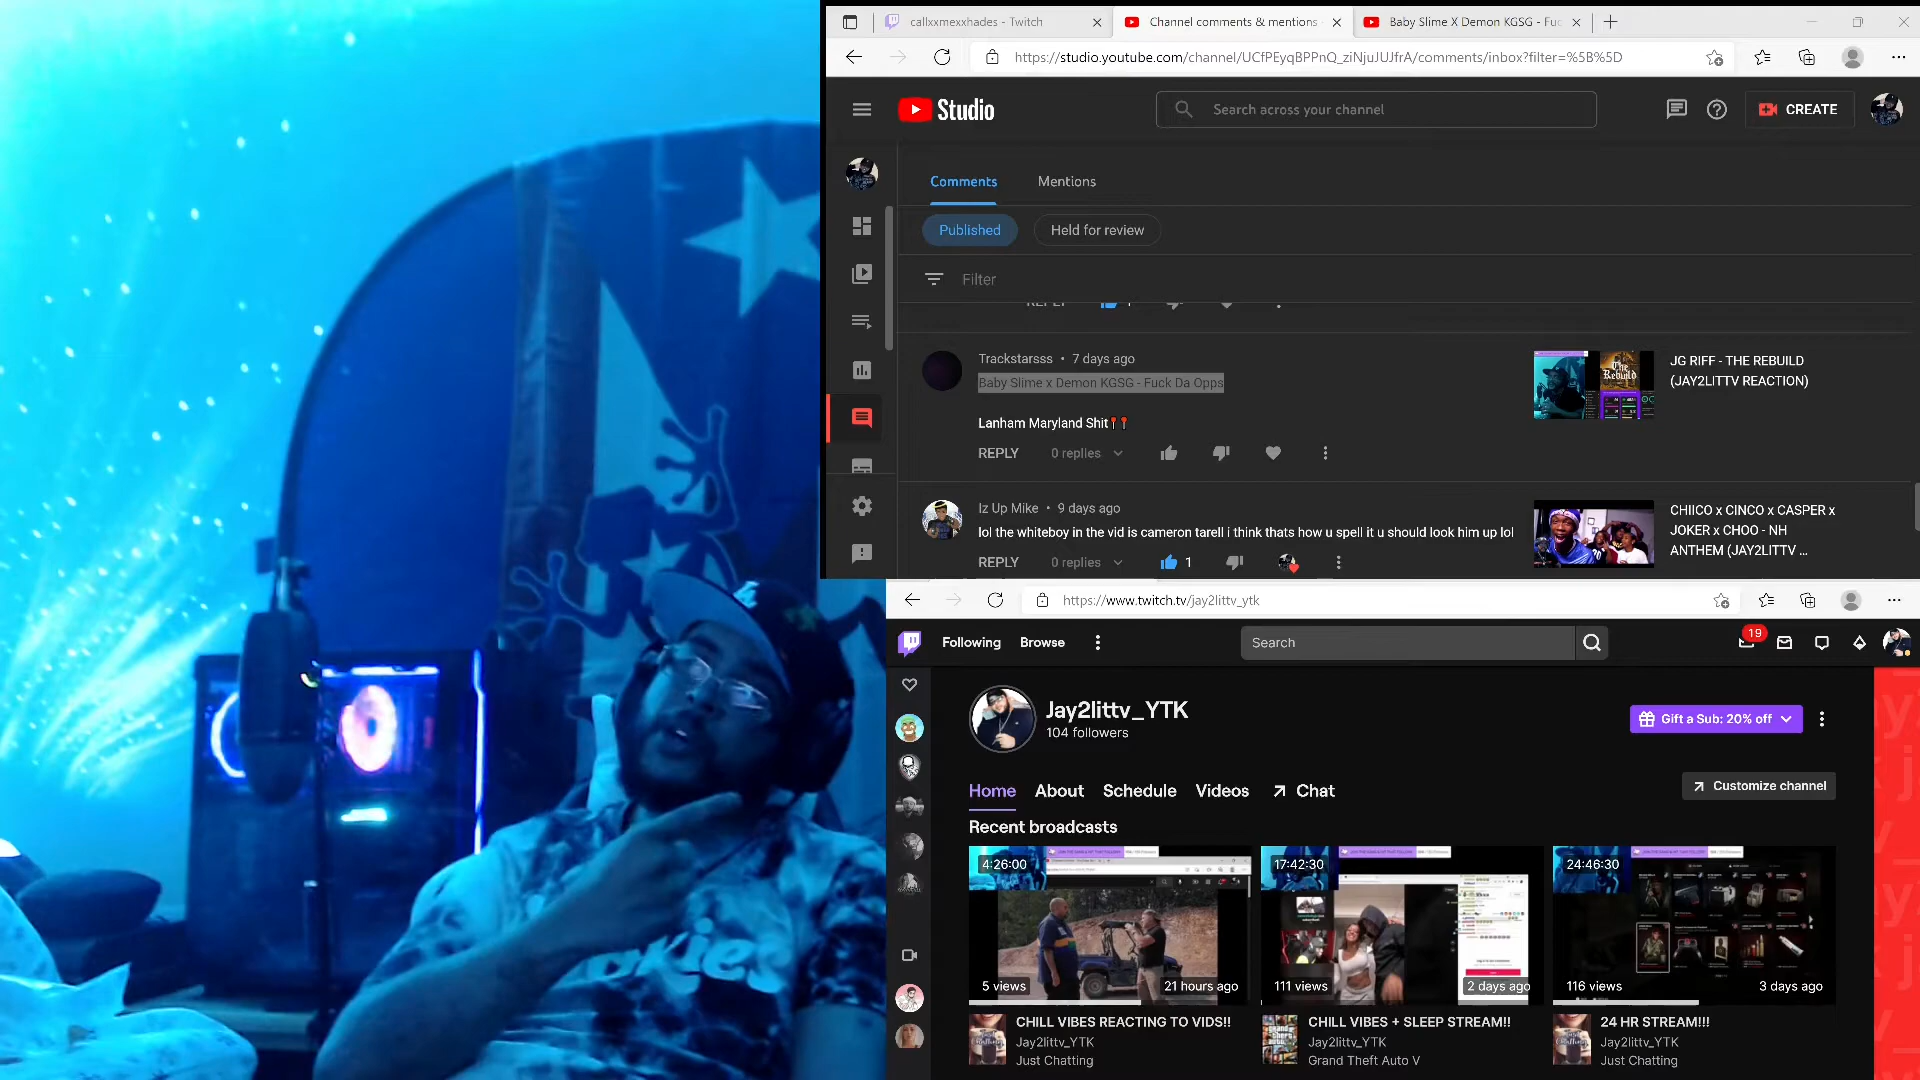 callxxmexxhades - Twitch
Channel comments & mentions
Baby Slime X Demon KGSG - Fuc
https://studio.youtube.com/channel/UCfPEyqBPPnQ_ziNjuJUJfrA/comments/inbox?filter=%5B%5D
Studio
Search across your channel
CREATE
Comments
Mentions
Published
Held for review
Filter
REPLY
Trackstarsss • 7 days ago
Baby Slime x Demon KGSG - Fuck Da Opps
Lanham Maryland Shit📍📍
REPLY 0 replies
JG RIFF - THE REBUILD
(JAY2LITTV REACTION)
Iz Up Mike • 9 days ago
lol the whiteboy in the vid is cameron tarell i think thats how u spell it u should look him up lol
REPLY 0 replies 1
CHIICO x CINCO x CASPER x
JOKER x CHOO - NH
ANTHEM (JAY2LITTV ...
https://www.twitch.tv/jay2littv_ytk
Following
Browse
Search
19
Jay2littv_YTK
104 followers
Gift a Sub: 20% off
Home
About
Schedule
Videos
Chat
Customize channel
Recent broadcasts
4:26:00
5 views
21 hours ago
CHILL VIBES REACTING TO VIDS!!
Jay2littv_YTK
Just Chatting
17:42:30
111 views
2 days ago
CHILL VIBES + SLEEP STREAM!!
Jay2littv_YTK
Grand Theft Auto V
24:46:30
116 views
3 days ago
24 HR STREAM!!!
Jay2littv_YTK
Just Chatting